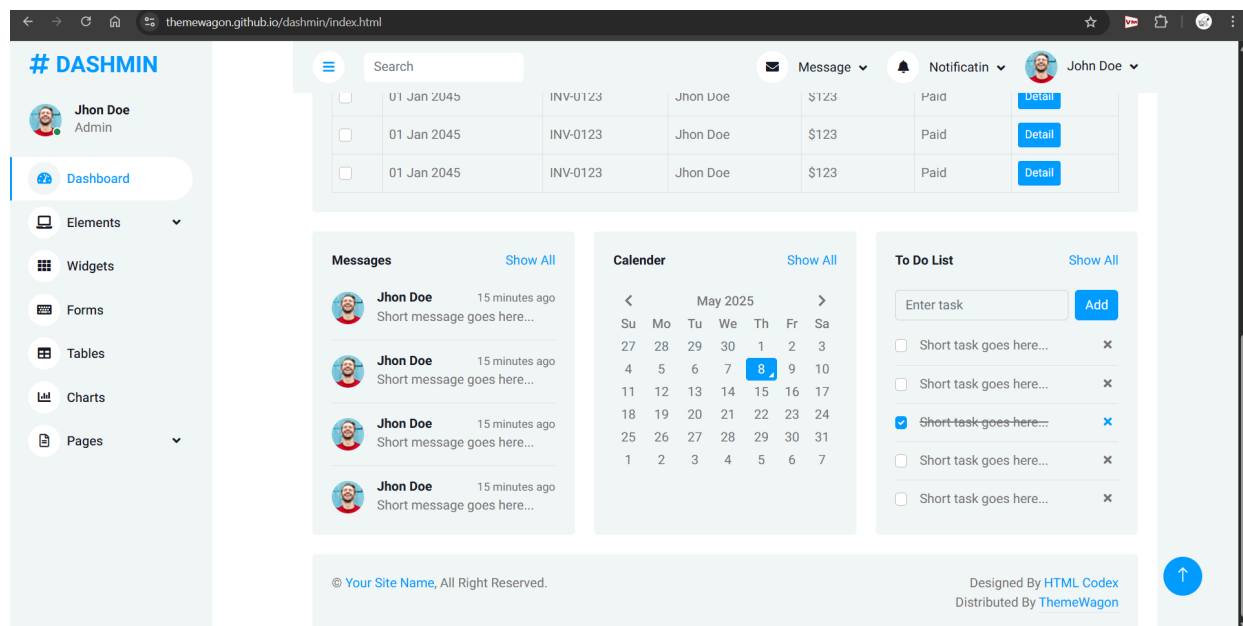 themewagon.github.io/dashmin/index.html
# DASHMIN
Jhon Doe
Admin
Dashboard
Elements
Widgets
Forms
Tables
Charts
Pages
Search
Message
Notificatin
John Doe
01 Jan 2045 INV-0123 Jhon Doe $123 Paid Detail
01 Jan 2045 INV-0123 Jhon Doe $123 Paid Detail
01 Jan 2045 INV-0123 Jhon Doe $123 Paid Detail
Messages Show All
Jhon Doe 15 minutes ago
Short message goes here...
Jhon Doe 15 minutes ago
Short message goes here...
Jhon Doe 15 minutes ago
Short message goes here...
Jhon Doe 15 minutes ago
Short message goes here...
Calender Show All
May 2025
Su Mo Tu We Th Fr Sa
27 28 29 30 1 2 3
4 5 6 7 8 9 10
11 12 13 14 15 16 17
18 19 20 21 22 23 24
25 26 27 28 29 30 31
1 2 3 4 5 6 7
To Do List Show All
Enter task Add
Short task goes here...
Short task goes here...
Short task goes here...
Short task goes here...
Short task goes here...
© Your Site Name, All Right Reserved.
Designed By HTML Codex
Distributed By ThemeWagon